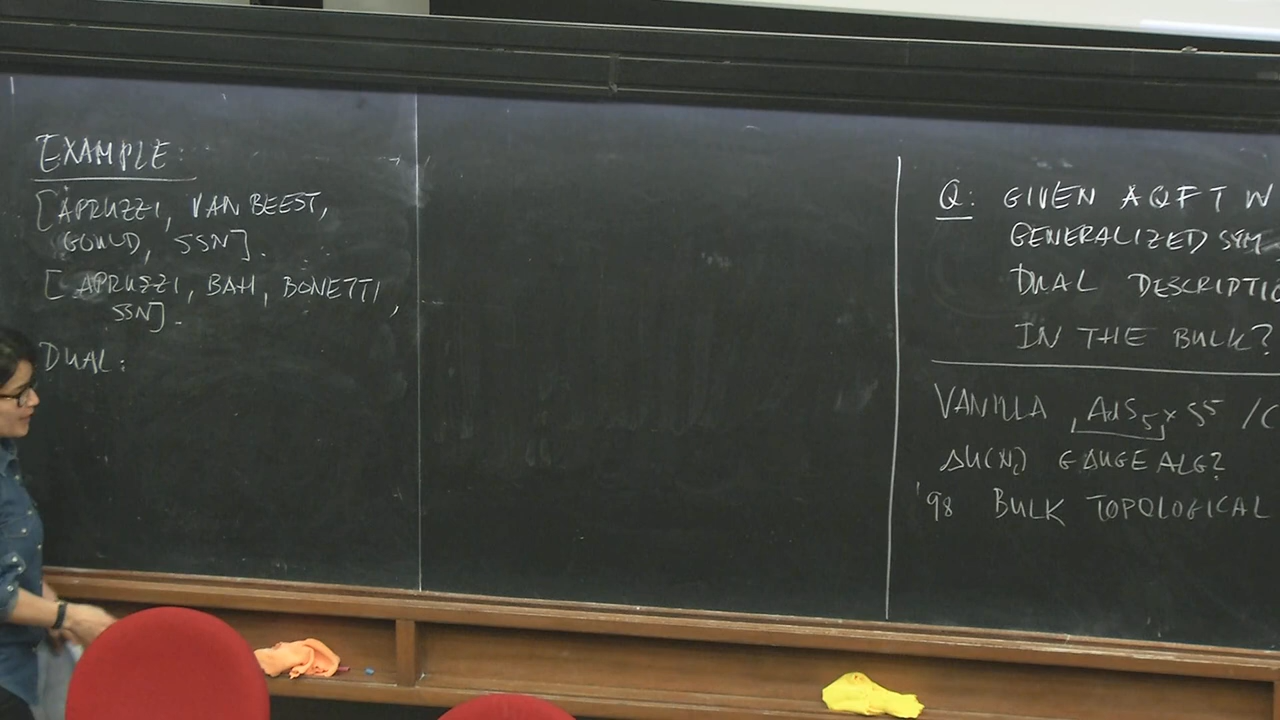 EXAMPLE:
[APRUZZI, VAN BEEST,
GOULD, SSN].
[APRUZZI, BAH, BONETTI,
SSN].
DUAL:
Q: GIVEN A QFT W
GENERALIZED SYM
DUAL DESCRIPTIO
IN THE BULK?
VANILLA AdS5 × S5 /
SU(N) GAUGE ALG?
'98 BULK TOPOLOGICAL